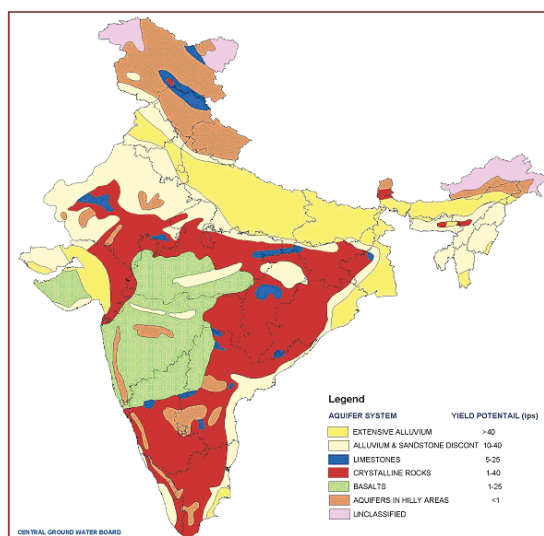 Legend
AQUIFER SYSTEM YIELD POTENTAIL (lps)
EXTENSIVE ALLUVIUM >40
ALLUVIUM & SANDSTONE DISCONT 10-40
LIMESTONES 5-25
CRYSTALLINE ROCKS 1-40
BASALTS 1-25
AQUIFERS IN HILLY AREAS <1
UNCLASSIFIED
CENTRAL GROUND WATER BOARD